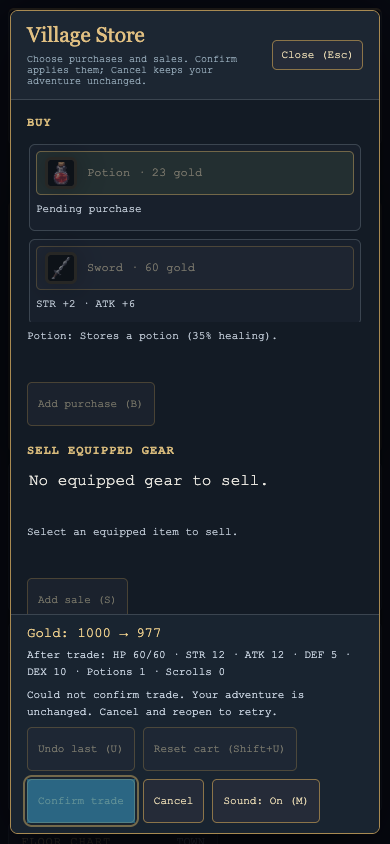 Village Store
Choose purchases and sales. Confirm
applies them; Cancel keeps your
adventure unchanged.
Close (Esc)
BUY
Potion · 23 gold
Pending purchase
Sword · 60 gold
STR +2 · ATK +6
Potion: Stores a potion (35% healing).
Add purchase (B)
SELL EQUIPPED GEAR
No equipped gear to sell.
Select an equipped item to sell.
Add sale (S)
Gold: 1000 → 977
After trade: HP 60/60 · STR 12 · ATK 12 · DEF 5 ·
DEX 10 · Potions 1 · Scrolls 0
Could not confirm trade. Your adventure is
unchanged. Cancel and reopen to retry.
Undo last (U)
Reset cart (Shift+U)
Confirm trade
Cancel
Sound: On (M)